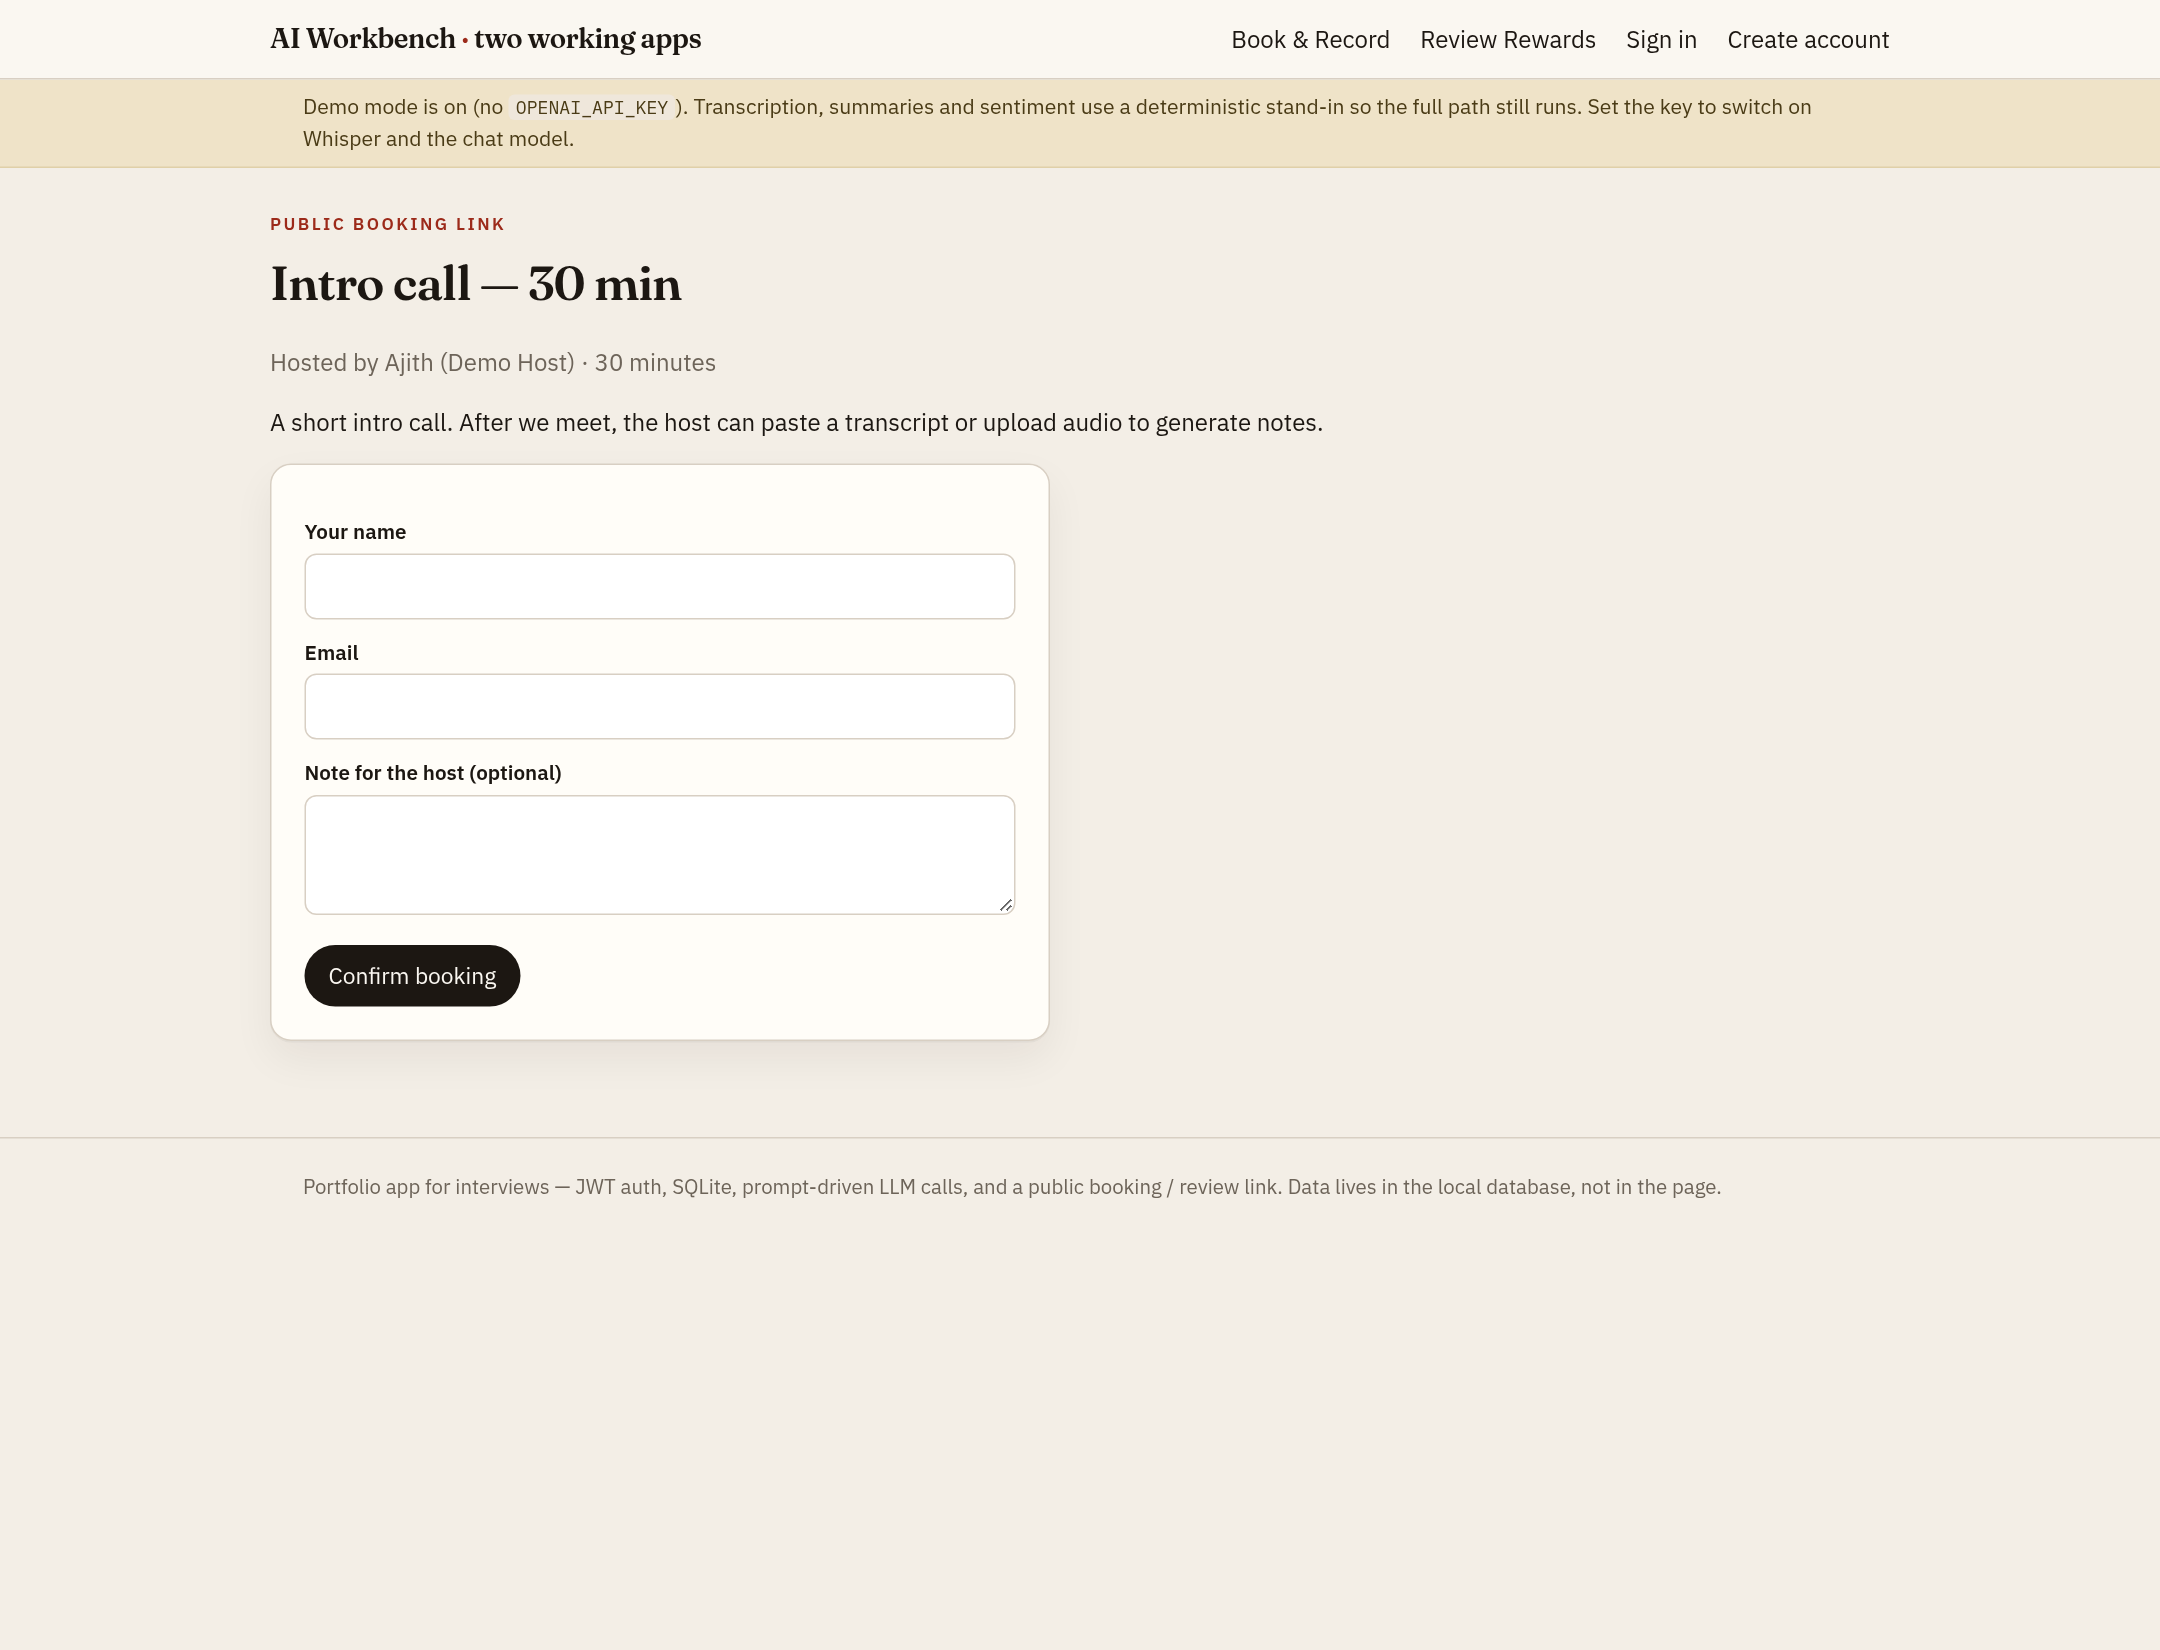 AI Workbench · two working apps
Book & Record
Review Rewards
Sign in
Create account
Demo mode is on (no OPENAI_API_KEY). Transcription, summaries and sentiment use a deterministic stand-in so the full path still runs. Set the key to switch on
Whisper and the chat model.
PUBLIC BOOKING LINK
Intro call — 30 min
Hosted by Ajith (Demo Host) · 30 minutes
A short intro call. After we meet, the host can paste a transcript or upload audio to generate notes.
Your name
Email
Note for the host (optional)
Confirm booking
Portfolio app for interviews — JWT auth, SQLite, prompt-driven LLM calls, and a public booking / review link. Data lives in the local database, not in the page.